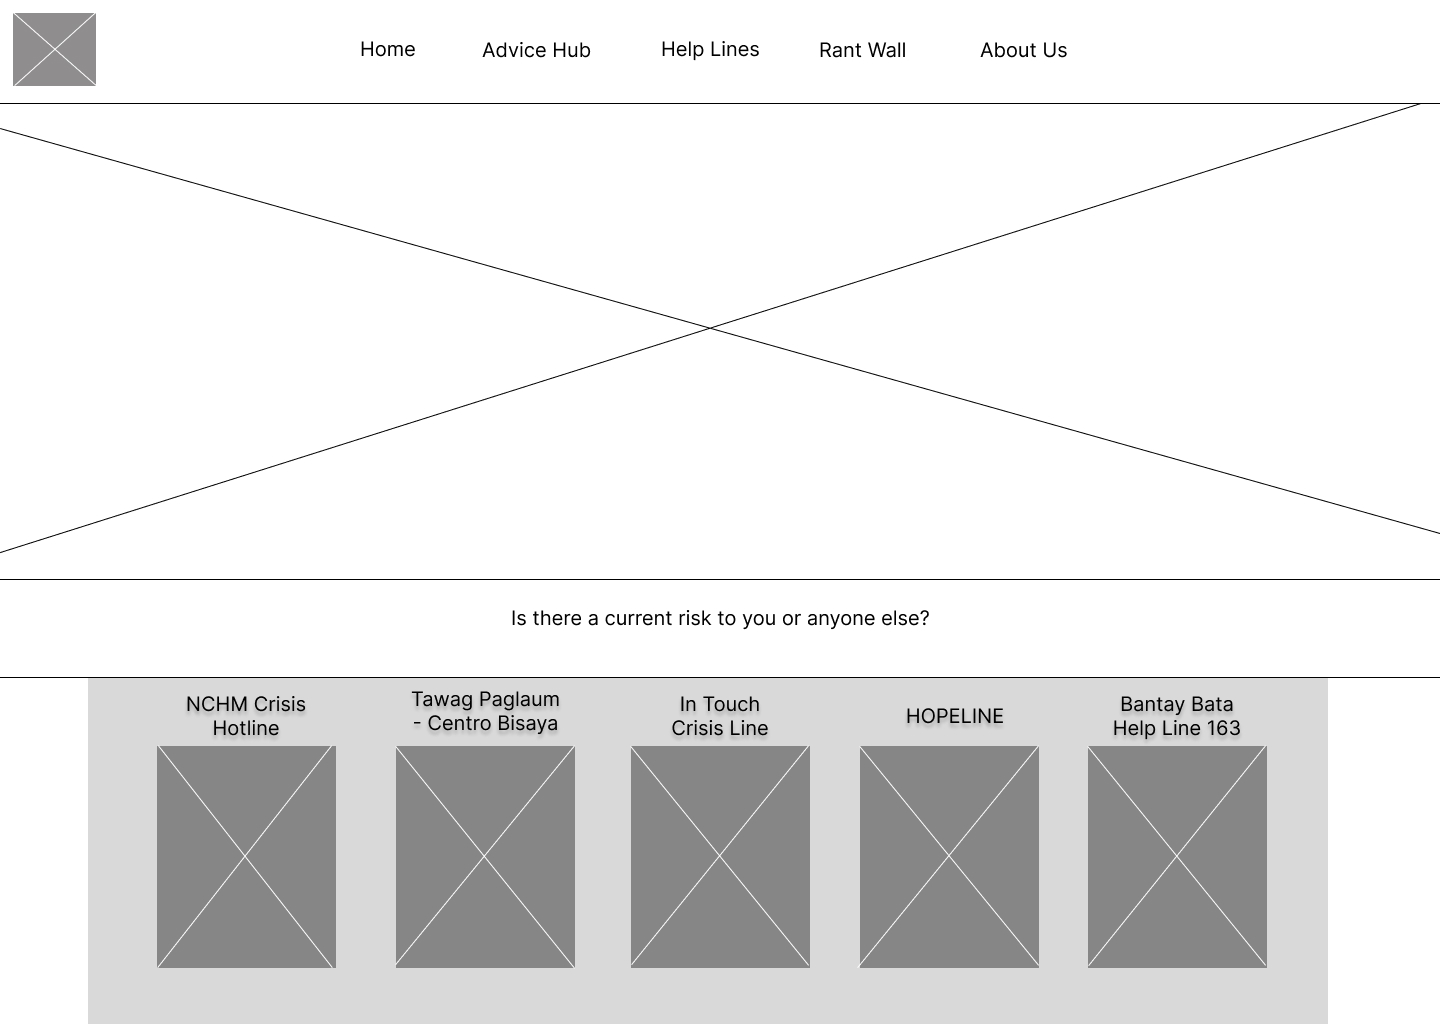 Home
Advice Hub
Help Lines
Rant Wall
About Us
Is there a current risk to you or anyone else?
NCHM Crisis
Hotline
Tawag Paglaum
- Centro Bisaya
In Touch
Crisis Line
HOPELINE
Bantay Bata
Help Line 163